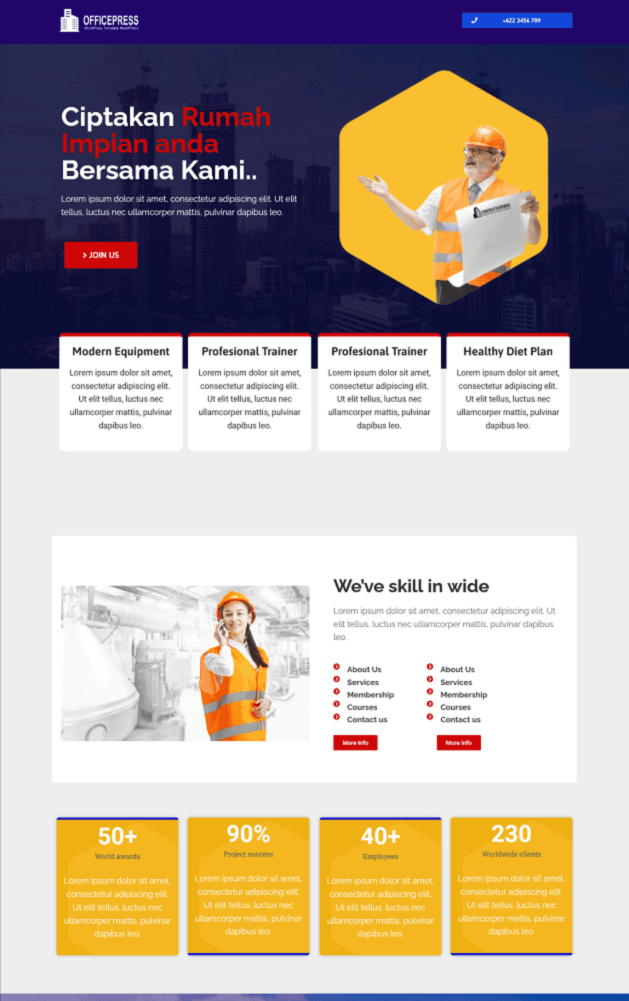 OFFICEPRESS
+622 3456 789
Ciptakan Rumah
Impian anda
Bersama Kami..
Lorem ipsum dolor sit amet, consectetur adipiscing elit. Ut elit
tellus, luctus nec ullamcorper mattis, pulvinar dapibus leo.
JOIN US
Modern Equipment
Lorem ipsum dolor sit amet,
consectetur adipiscing elit.
Ut elit tellus, luctus nec
ullamcorper mattis, pulvinar
dapibus leo.
Profesional Trainer
Lorem ipsum dolor sit amet,
consectetur adipiscing elit.
Ut elit tellus, luctus nec
ullamcorper mattis, pulvinar
dapibus leo.
Profesional Trainer
Lorem ipsum dolor sit amet,
consectetur adipiscing elit.
Ut elit tellus, luctus nec
ullamcorper mattis, pulvinar
dapibus leo.
Healthy Diet Plan
Lorem ipsum dolor sit amet,
consectetur adipiscing elit.
Ut elit tellus, luctus nec
ullamcorper mattis, pulvinar
dapibus leo.
We've skill in wide
Lorem ipsum dolor sit amet, consectetur adipiscing elit. Ut
elit tellus, luctus nec ullamcorper mattis, pulvinar dapibus
leo.
About Us
Services
Membership
Courses
Contact us
More Info
About Us
Services
Membership
Courses
Contact us
More Info
50+
World awards
Lorem ipsum dolor sit amet,
consectetur adipiscing elit.
Ut elit tellus, luctus nec
ullamcorper mattis, pulvinar
dapibus leo.
90%
Project success
Lorem ipsum dolor sit amet,
consectetur adipiscing elit.
Ut elit tellus, luctus nec
ullamcorper mattis, pulvinar
dapibus leo.
40+
Employees
Lorem ipsum dolor sit amet,
consectetur adipiscing elit.
Ut elit tellus, luctus nec
ullamcorper mattis, pulvinar
dapibus leo.
230
Worldwide clients
Lorem ipsum dolor sit amet,
consectetur adipiscing elit.
Ut elit tellus, luctus nec
ullamcorper mattis, pulvinar
dapibus leo.